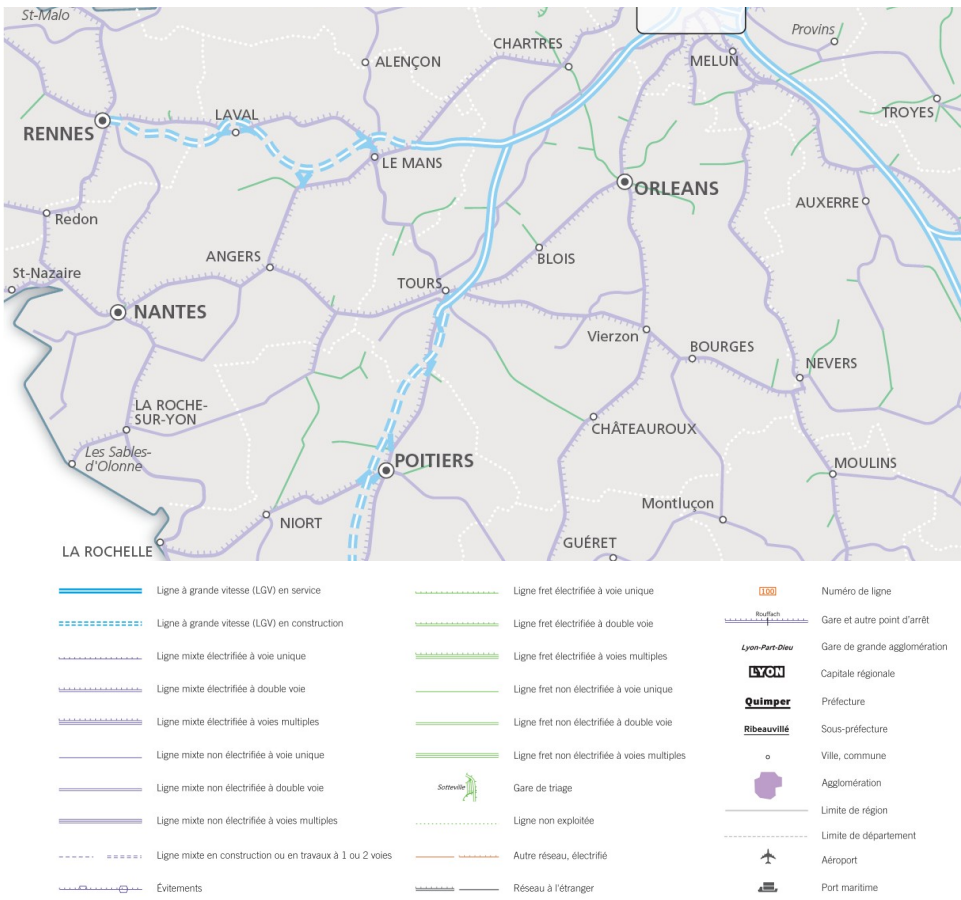 St-Malo
Provins
CHARTRES
ALENÇON
MELUN
TROYES
LAVAL
RENNES
LE MANS
ORLEANS
AUXERRE
Redon
ANGERS
BLOIS
St-Nazaire
TOURS
NANTES
Vierzon
BOURGES
NEVERS
LA ROCHE-
SUR-YON
CHÂTEAUROUX
Les Sables-
d'Olonne
POITIERS
MOULINS
Montluçon
NIORT
GUÉRET
LA ROCHELLE
Ligne à grande vitesse (LGV) en service
Ligne à grande vitesse (LGV) en construction
Ligne mixte électrifiée à voie unique
Ligne mixte électrifiée à double voie
Ligne mixte électrifiée à voies multiples
Ligne mixte non électrifiée à voie unique
Ligne mixte non électrifiée à double voie
Ligne mixte non électrifiée à voies multiples
Ligne mixte en construction ou en travaux à 1 ou 2 voies
Évitements
Ligne fret électrifiée à voie unique
Ligne fret électrifiée à double voie
Ligne fret électrifiée à voies multiples
Ligne fret non électrifiée à voie unique
Ligne fret non électrifiée à double voie
Ligne fret non électrifiée à voies multiples
Sotteville Gare de triage
Ligne non exploitée
Autre réseau, électrifié
Réseau à l'étranger
100 Numéro de ligne
Rouffach
Gare et autre point d'arrêt
Lyon-Part-Dieu Gare de grande agglomération
LYON Capitale régionale
Quimper Préfecture
Ribeauvillé Sous-préfecture
Ville, commune
Agglomération
Limite de région
Limite de département
Aéroport
Port maritime